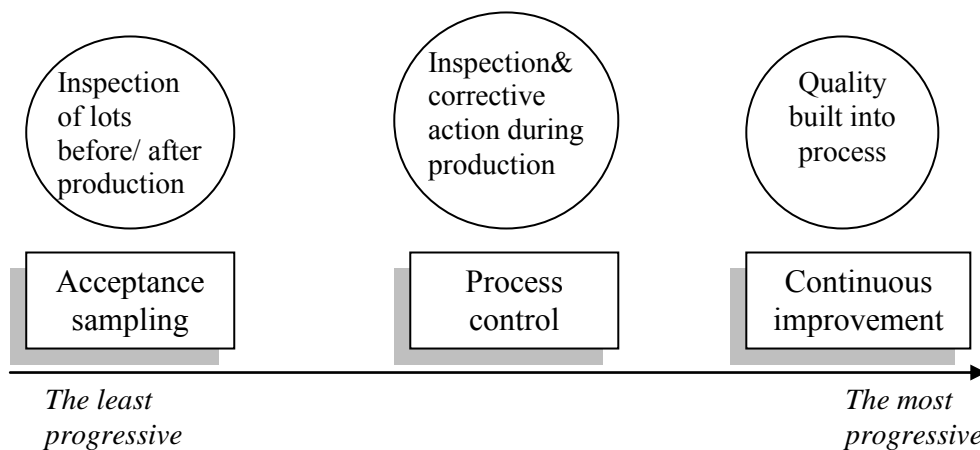 Inspection
of lots
before/ after
production
Inspection&
corrective
action during
production
Quality
built into
process
Acceptance
sampling
Process
control
Continuous
improvement
The least
progressive
The most
progressive